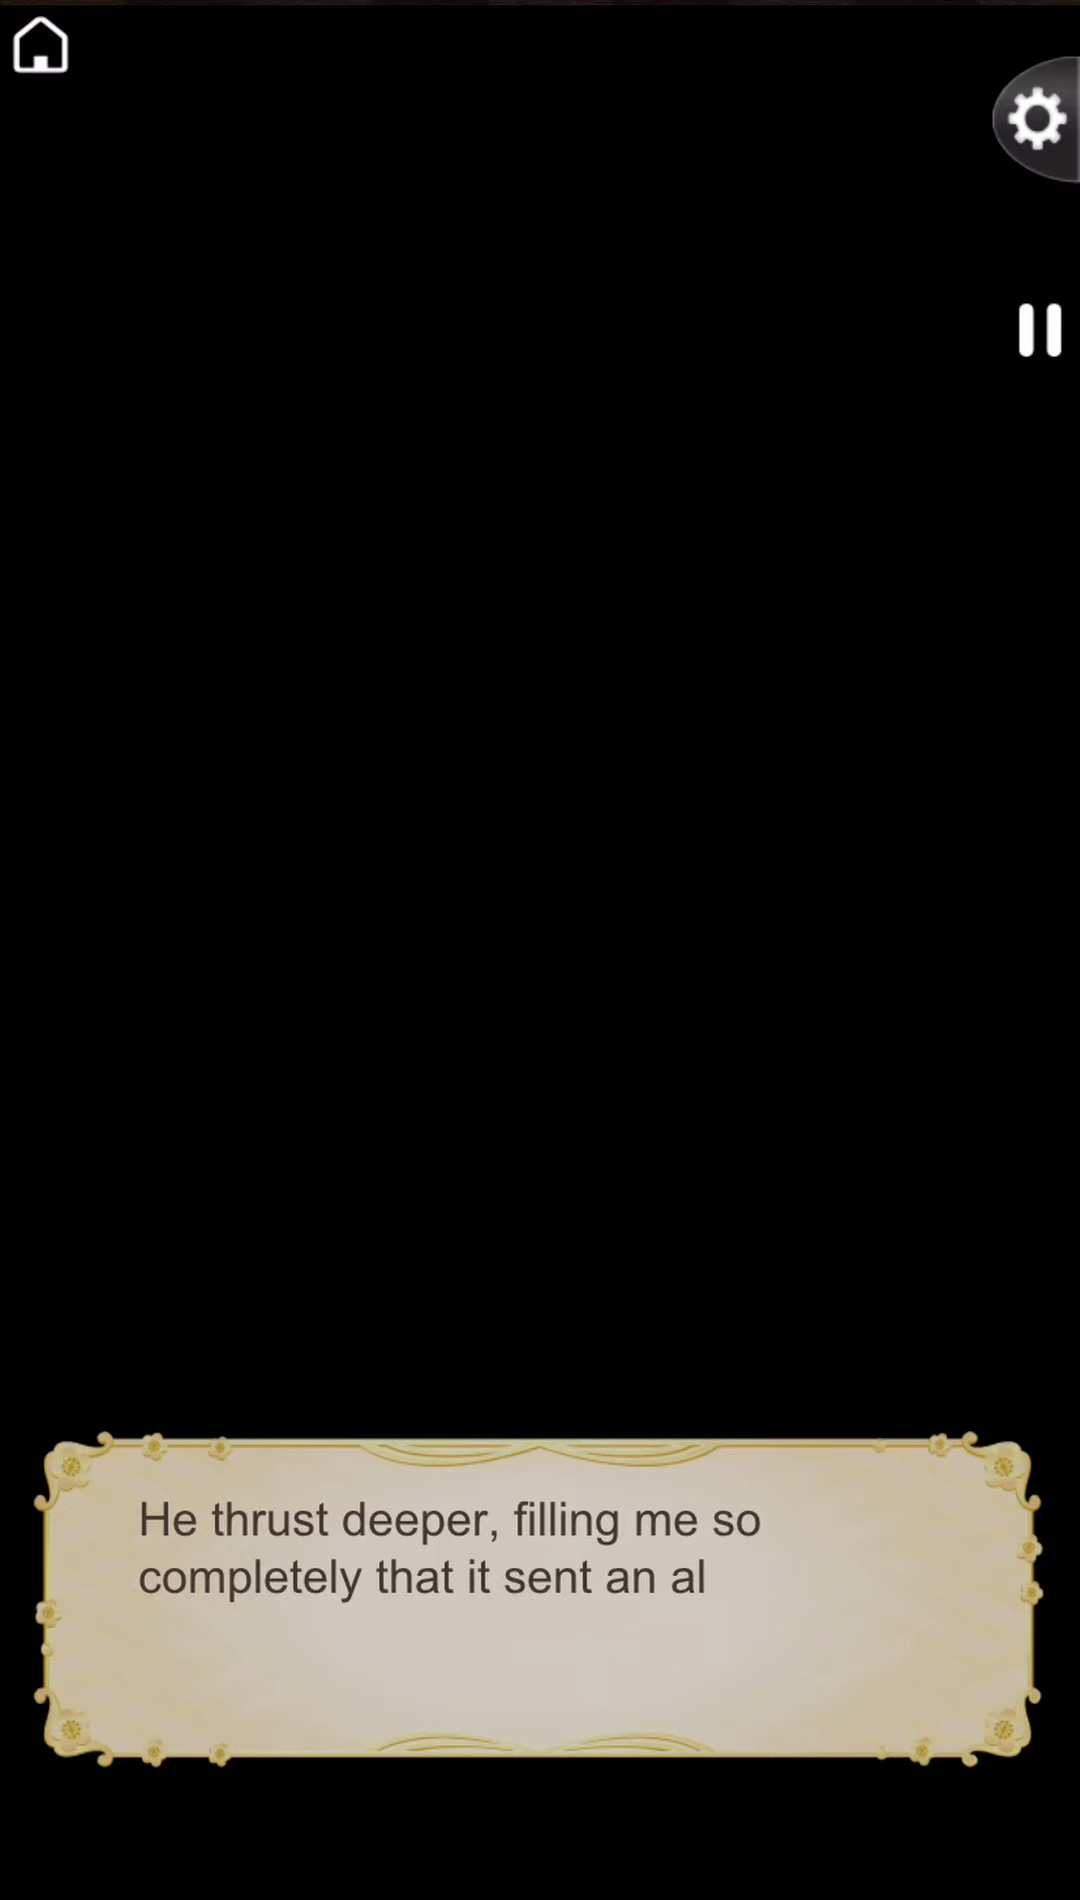 He thrust deeper, filling me so
completely that it sent an al